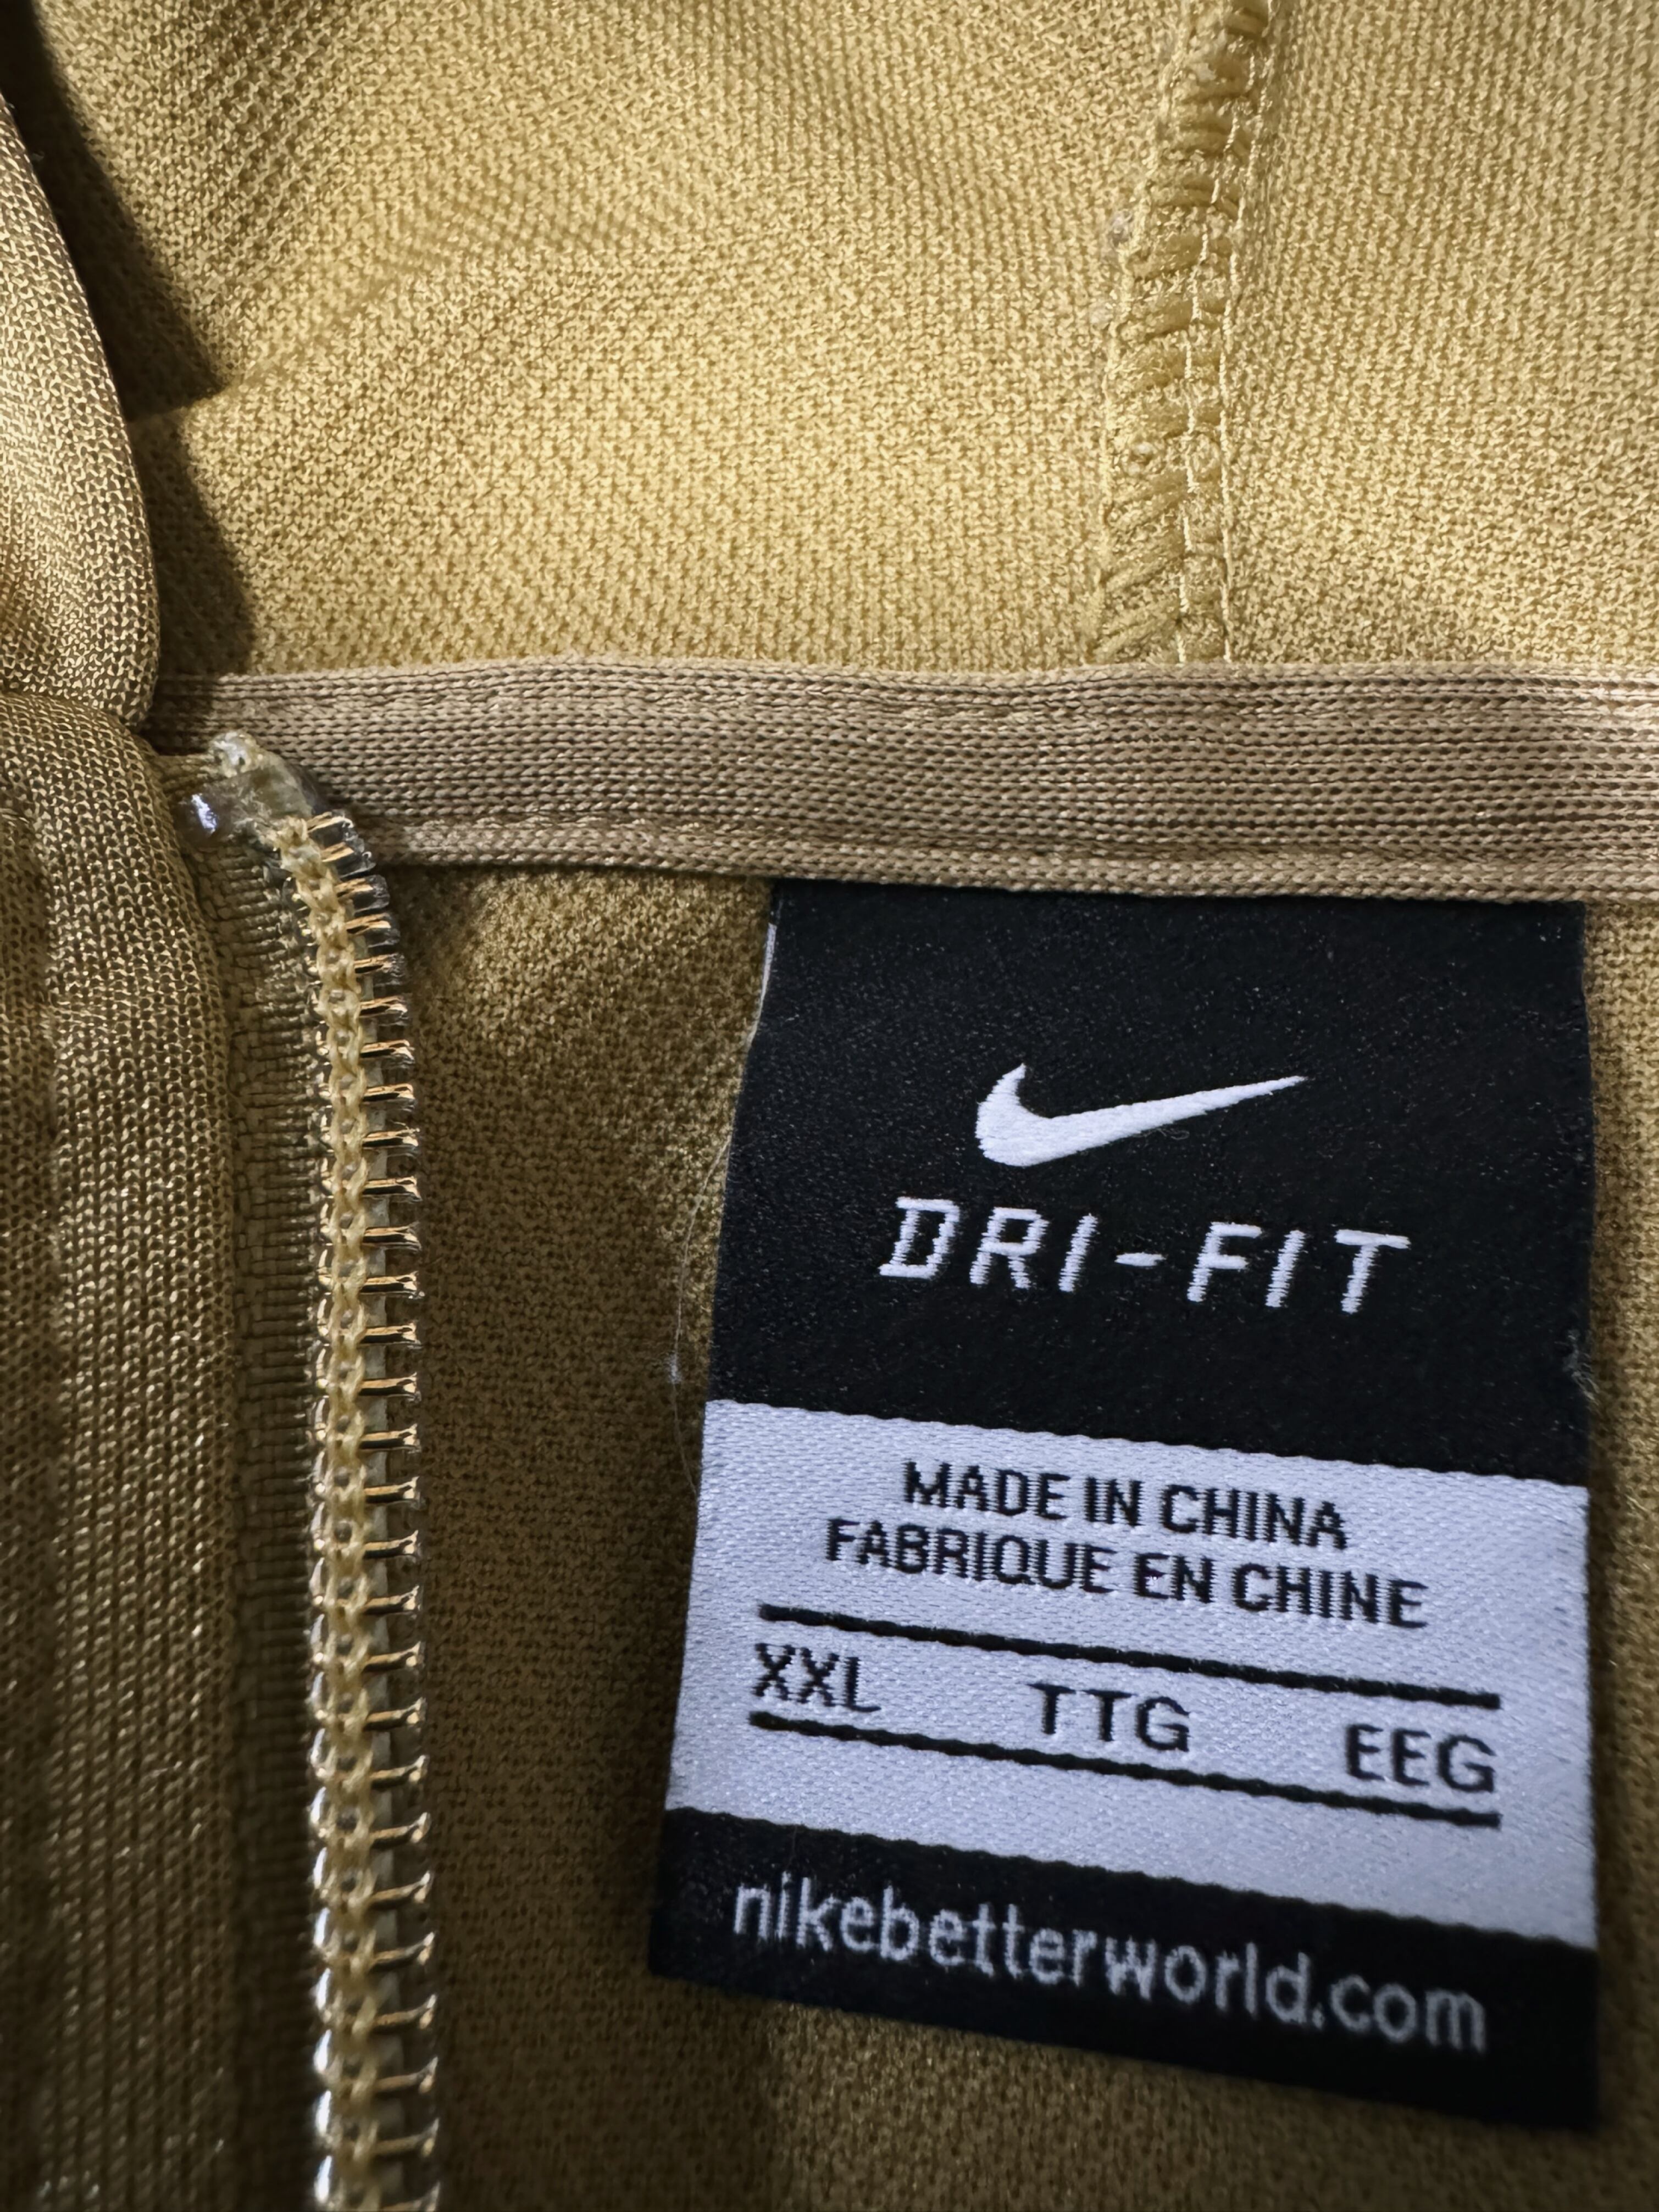 DRI-FIT
MADE IN CHINA
FABRIQUE EN CHINE
XXL TTG EEG
nikebetterworld.com